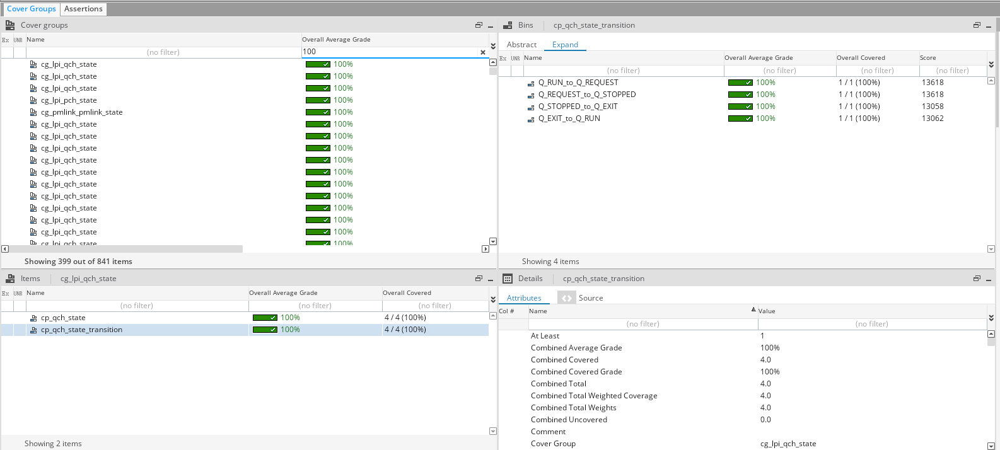 Cover Groups Assertions
Cover groups
Ex UNR Name Overall Average Grade
(no filter) 100
cg_lpi_qch_state 100%
cg_lpi_qch_state 100%
cg_lpi_qch_state 100%
cg_lpi_pch_state 100%
cg_pmlink_pmlink_state 100%
cg_lpi_qch_state 100%
cg_lpi_qch_state 100%
cg_lpi_qch_state 100%
cg_lpi_qch_state 100%
cg_lpi_qch_state 100%
cg_lpi_qch_state 100%
cg_lpi_qch_state 100%
cg_lpi_qch_state 100%
cg_lpi_qch_state 100%
cg_lpi_qch_state 100%
cg_lpi_qch_state 100%
Showing 399 out of 841 items
Bins cp_qch_state_transition
Abstract Expand
Ex UNR Name Overall Average Grade Overall Covered Score
(no filter) (no filter) (no filter) (no filter)
Q_RUN_to_Q_REQUEST 100% 1 / 1 (100%) 13618
Q_REQUEST_to_Q_STOPPED 100% 1 / 1 (100%) 13618
Q_STOPPED_to_Q_EXIT 100% 1 / 1 (100%) 13058
Q_EXIT_to_Q_RUN 100% 1 / 1 (100%) 13062
Showing 4 items
Items cg_lpi_qch_state
Ex UNR Name Overall Average Grade Overall Covered
(no filter) (no filter) (no filter)
cp_qch_state 100% 4 / 4 (100%)
cp_qch_state_transition 100% 4 / 4 (100%)
Showing 2 items
Details cp_qch_state_transition
Attributes Source
Col # Name Value
(no filter) (no filter)
At Least 1
Combined Average Grade 100%
Combined Covered 4.0
Combined Covered Grade 100%
Combined Total 4.0
Combined Total Weighted Coverage 4.0
Combined Total Weights 4.0
Combined Uncovered 0.0
Comment
Cover Group cg_lpi_qch_state